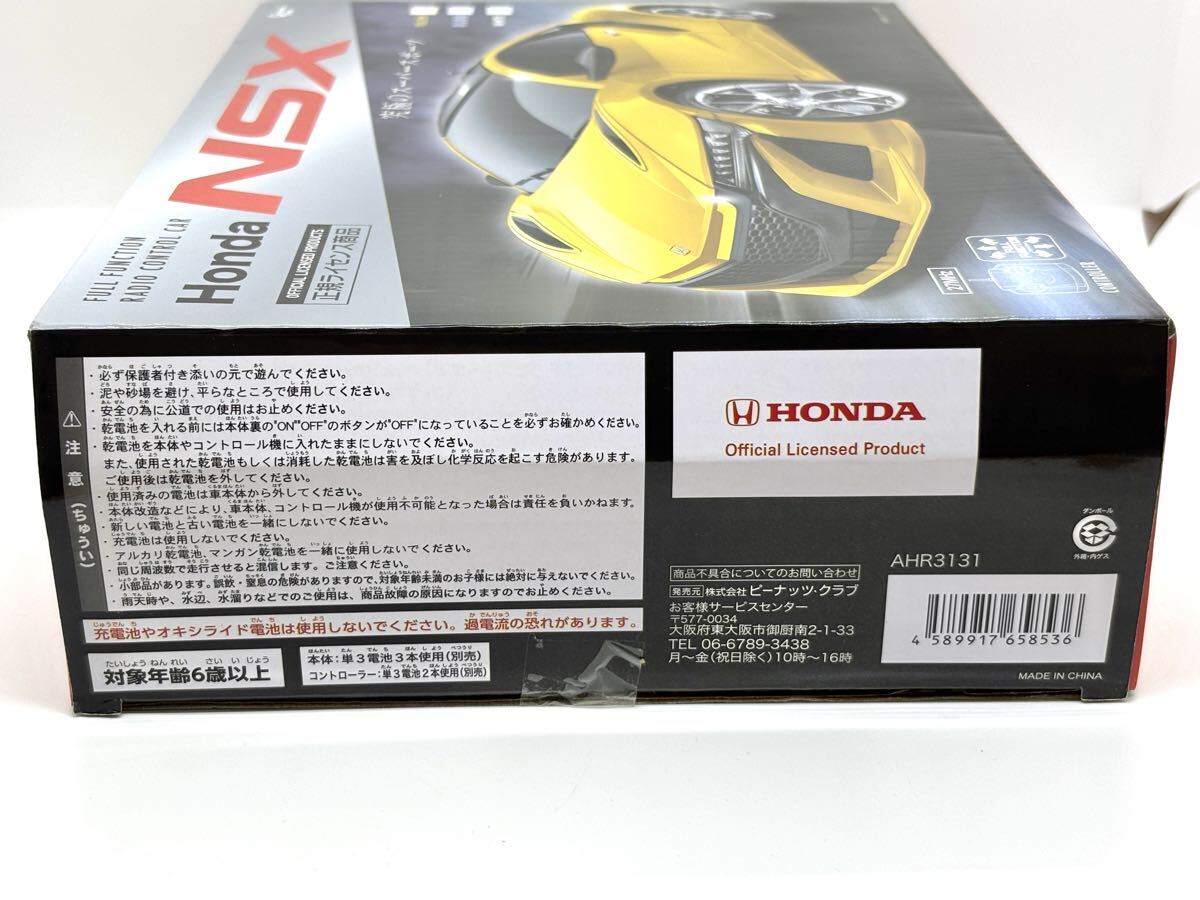 FULL FUNCTION
RADIO CONTROL CAR
Honda NSX
OFFICIAL LICENSED PRODUCTS
正規ライセンス商品
究極のスーパースポーツ
27MHz
CONTROLLER
注意(ちゅうい)
・必ず保護者付き添いの元で遊んでください。
・泥や砂場を避け、平らなところで使用してください。
・安全の為に公道での使用はお止めください。
・乾電池を入れる前には本体裏の"ON""OFF"のボタンが"OFF"になっていることを必ずお確かめください。
・乾電池を本体やコントロール機に入れたままにしないでください。
また、使用された乾電池もしくは消耗した乾電池は害を及ぼし化学反応を起こす危険があります。
ご使用後は乾電池を外してください。
・使用済みの電池は車本体から外してください。
・本体改造などにより、車本体、コントロール機が使用不可能となった場合は責任を負いかねます。
・新しい電池と古い電池を一緒にしないでください。
・充電池は使用しないでください。
・アルカリ乾電池、マンガン乾電池を一緒に使用しないでください。
・同じ周波数で走行させると混信します。ご注意ください。
・小部品があります。誤飲・窒息の危険がありますので、対象年齢未満のお子様には絶対に与えないでください。
・雨天時や、水辺、水溜りなどでのご使用は、商品故障の原因になりますのでお止めください。
充電池やオキシライド電池は使用しないでください。過電流の恐れがあります。
対象年齢6歳以上
本体:単3電池3本使用(別売)
コントローラー:単3電池2本使用(別売)
HONDA
Official Licensed Product
商品不具合についてのお問い合わせ
発売元 株式会社 ピーナッツ・クラブ
お客様サービスセンター
〒577-0034
大阪府東大阪市御厨南2-1-33
TEL 06-6789-3438
月〜金(祝日除く)10時〜16時
ダンボール
外箱・内ゲス
AHR3131
4 589917 658536
MADE IN CHINA